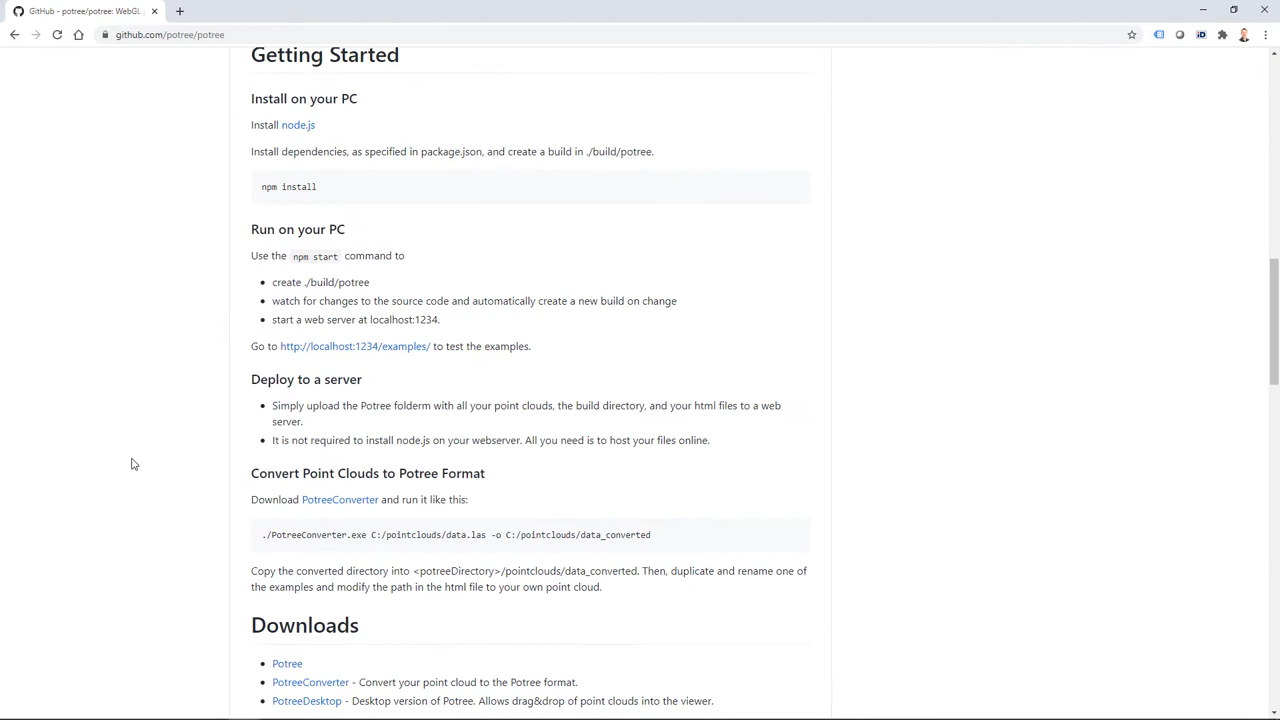 GitHub - potree/potree: WebGL
github.com/potree/potree
Getting Started
Install on your PC
Install node.js
Install dependencies, as specified in package.json, and create a build in ./build/potree.
npm install
Run on your PC
Use the npm start command to
create ./build/potree
watch for changes to the source code and automatically create a new build on change
start a web server at localhost:1234.
Go to http://localhost:1234/examples/ to test the examples.
Deploy to a server
Simply upload the Potree folderm with all your point clouds, the build directory, and your html files to a web
server.
It is not required to install node.js on your webserver. All you need is to host your files online.
Convert Point Clouds to Potree Format
Download PotreeConverter and run it like this:
./PotreeConverter.exe C:/pointclouds/data.las -o C:/pointclouds/data_converted
Copy the converted directory into <potreeDirectory>/pointclouds/data_converted. Then, duplicate and rename one of
the examples and modify the path in the html file to your own point cloud.
Downloads
Potree
PotreeConverter - Convert your point cloud to the Potree format.
PotreeDesktop - Desktop version of Potree. Allows drag&drop of point clouds into the viewer.